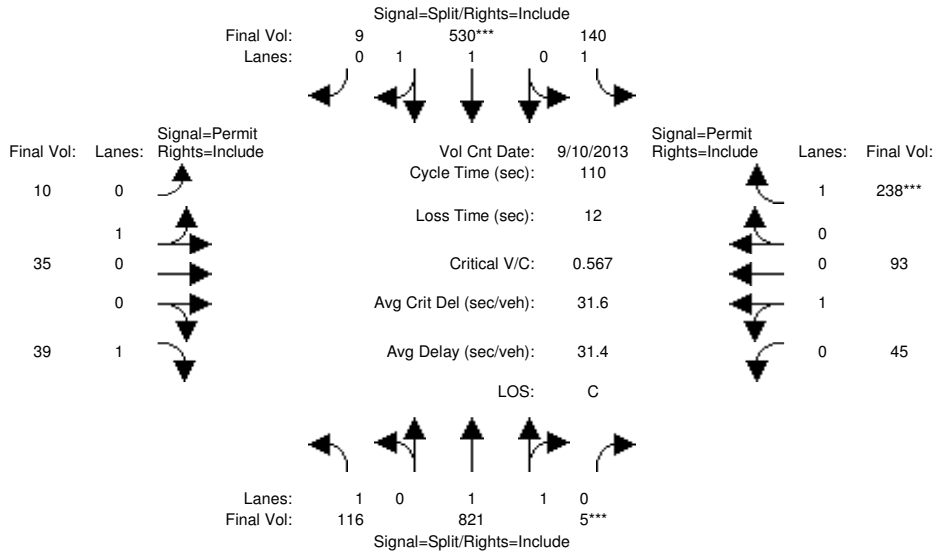 Signal=Split/Rights=Include
Final Vol: 9 530*** 140
Lanes: 0 1 1 0 1
Signal=Permit
Final Vol: Lanes: Rights=Include
Vol Cnt Date: 9/10/2013
Signal=Permit
Rights=Include Lanes: Final Vol:
Cycle Time (sec): 110
10 0
1 238***
Loss Time (sec): 12
1
0
35 0
Critical V/C: 0.567
0 93
0
Avg Crit Del (sec/veh): 31.6
1
39 1
Avg Delay (sec/veh): 31.4
0 45
LOS: C
Lanes: 1 0 1 1 0
Final Vol: 116 821 5***
Signal=Split/Rights=Include